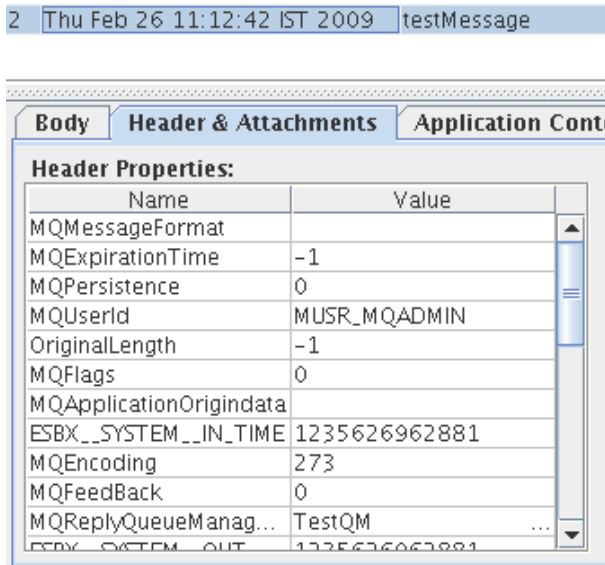 2 Thu Feb 26 11:12:42 IST 2009 testMessage
Body Header & Attachments Application Conte
Header Properties:
Name Value
MQMessageFormat
MQExpirationTime -1
MQPersistence 0
MQUserId MUSR_MQADMIN
OriginalLength -1
MQFlags 0
MQApplicationOrigindata
ESBX__SYSTEM__IN_TIME 1235626962881
MQEncoding 273
MQFeedBack 0
MQReplyQueueManag... TestQM ...
ESBX__SYSTEM__OUT 1235626962881